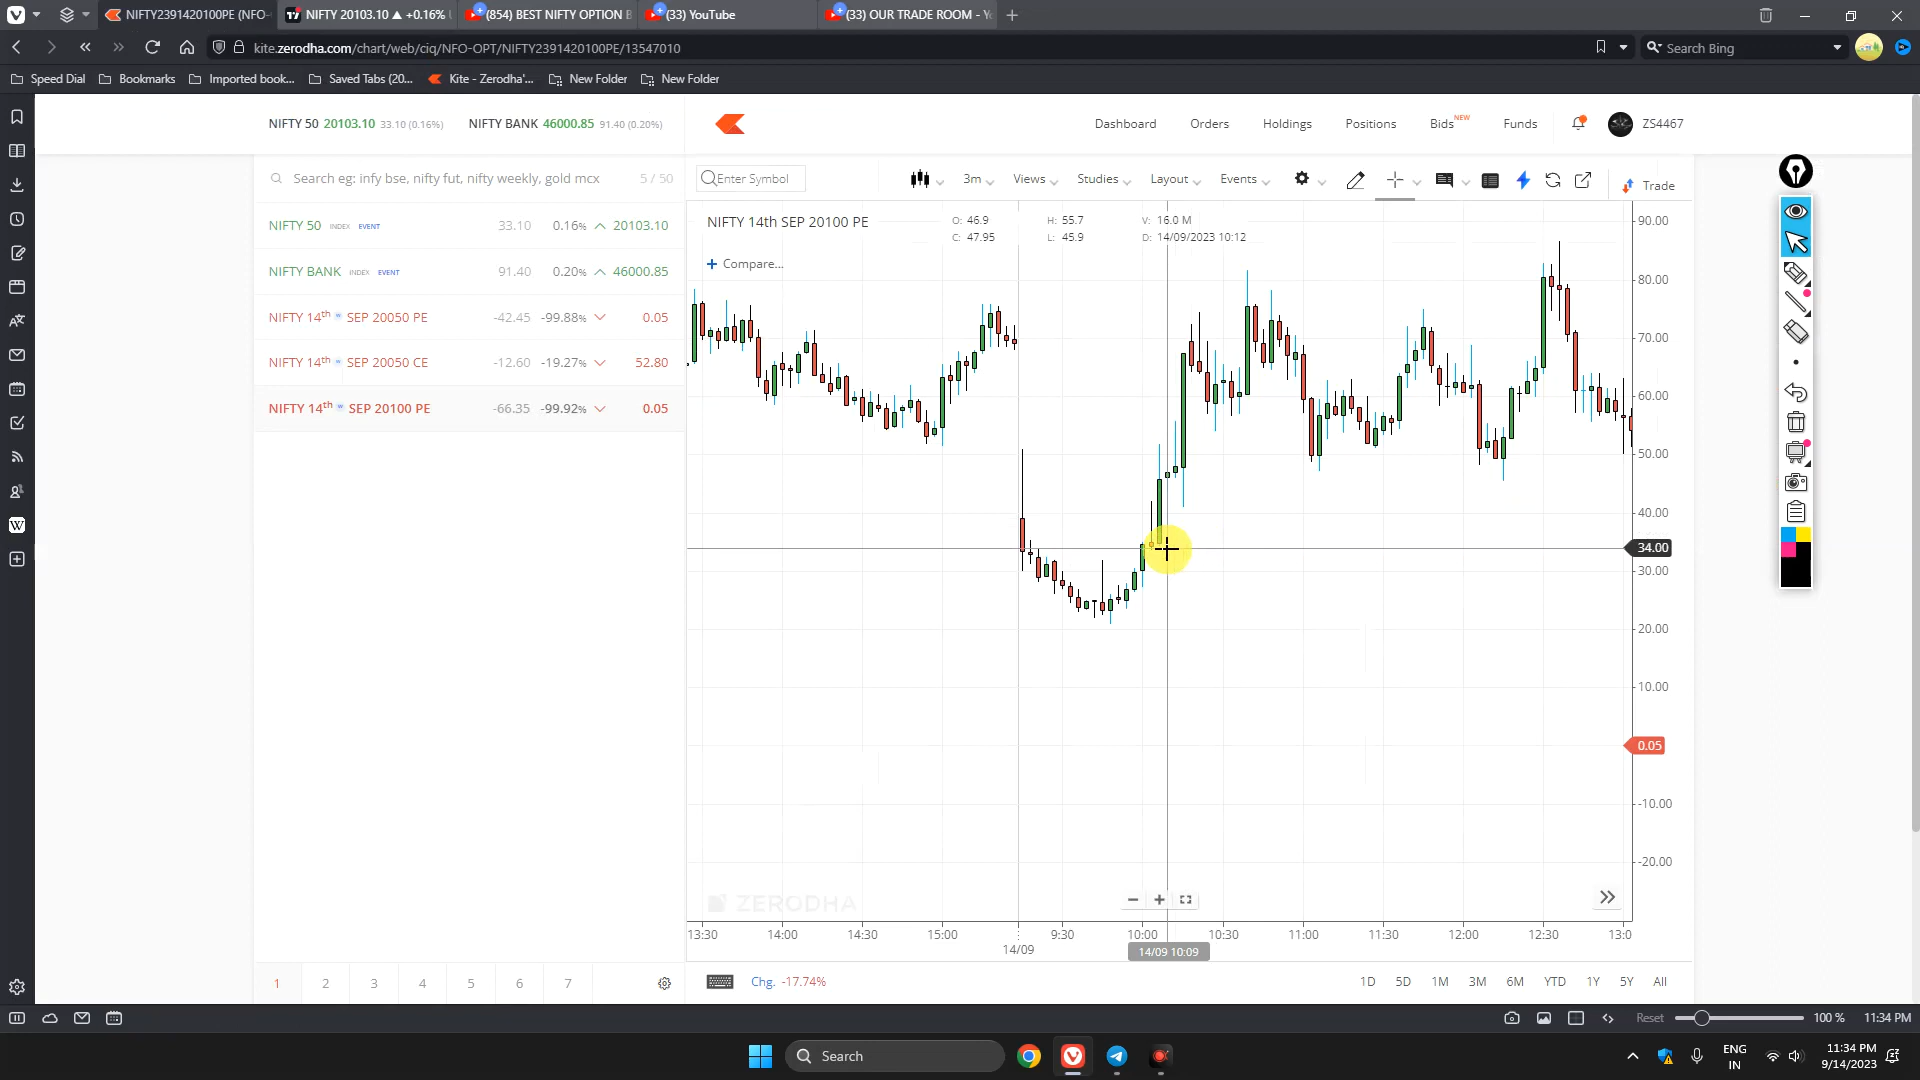 NIFTY2391420100PE (NFO-
NIFTY 20103.10 ▲ +0.16%
(854) BEST NIFTY OPTION B
(33) YouTube
(33) OUR TRADE ROOM - Y
kite.zerodha.com/chart/web/ciq/NFO-OPT/NIFTY2391420100PE/13547010
Search Bing
Speed Dial
Bookmarks
Imported book...
Saved Tabs (20...
Kite - Zerodha'...
New Folder
New Folder
NIFTY 50 20103.10 33.10 (0.16%)
NIFTY BANK 46000.85 91.40 (0.20%)
Dashboard
Orders
Holdings
Positions
Bids NEW
Funds
ZS4467
Search eg: infy bse, nifty fut, nifty weekly, gold mcx 5 / 50
Enter Symbol
3m
Views
Studies
Layout
Events
Trade
NIFTY 50 INDEX EVENT 33.10 0.16% 20103.10
NIFTY BANK INDEX EVENT 91.40 0.20% 46000.85
NIFTY 14th w SEP 20050 PE -42.45 -99.88% 0.05
NIFTY 14th w SEP 20050 CE -12.60 -19.27% 52.80
NIFTY 14th w SEP 20100 PE -66.35 -99.92% 0.05
NIFTY 14th SEP 20100 PE
O: 46.9 H: 55.7 V: 16.0 M
C: 47.95 L: 45.9 D: 14/09/2023 10:12
+ Compare...
90.00
80.00
70.00
60.00
50.00
40.00
34.00
30.00
20.00
10.00
0.05
-10.00
-20.00
ZERODHA
13:30 14:00 14:30 15:00 9:30 10:00 10:30 11:00 11:30 12:00 12:30 13:0
14/09
14/09 10:09
1 2 3 4 5 6 7
Chg. -17.74%
1D 5D 1M 3M 6M YTD 1Y 5Y All
Reset 100 % 11:34 PM
Search
ENG
IN
11:34 PM
9/14/2023